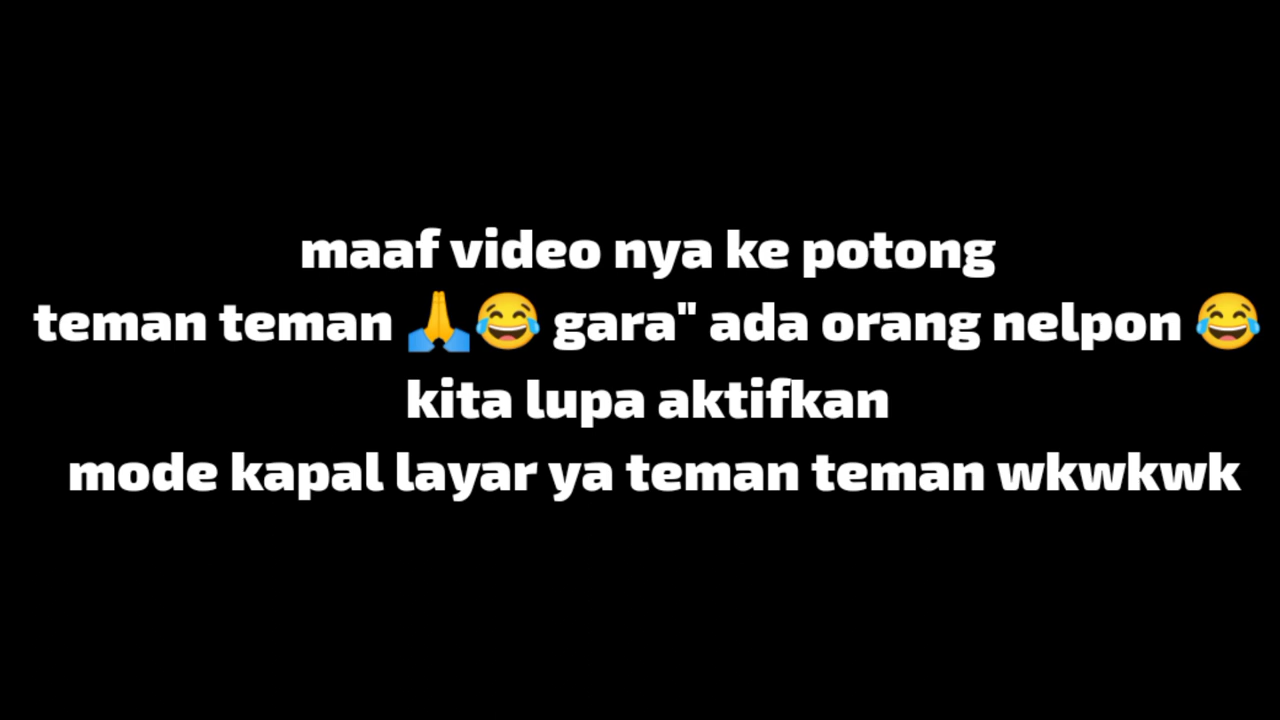 maaf video nya ke potong
teman teman 🙏😂 gara" ada orang nelpon 😂
kita lupa aktifkan
mode kapal layar ya teman teman wkwkwk